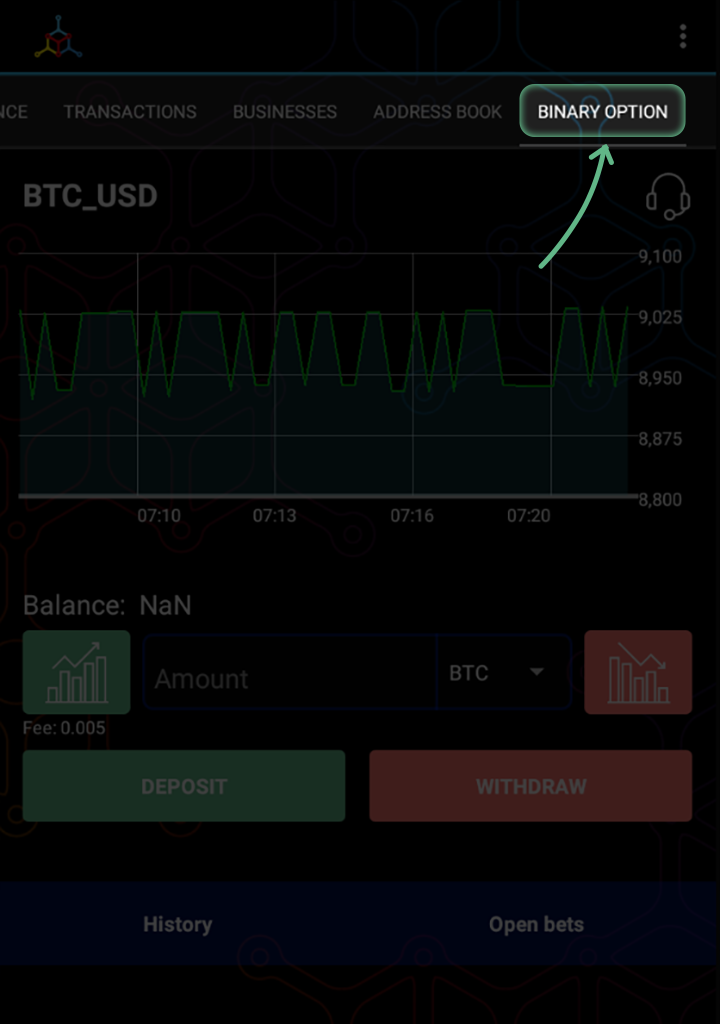 NCE TRANSACTIONS BUSINESSES ADDRESS BOOK BINARY OPTION
BTC_USD
9,100
9,025
8,950
8,875
8,800
07:10 07:13 07:16 07:20
Balance: NaN
Amount BTC
Fee: 0.005
DEPOSIT WITHDRAW
History Open bets